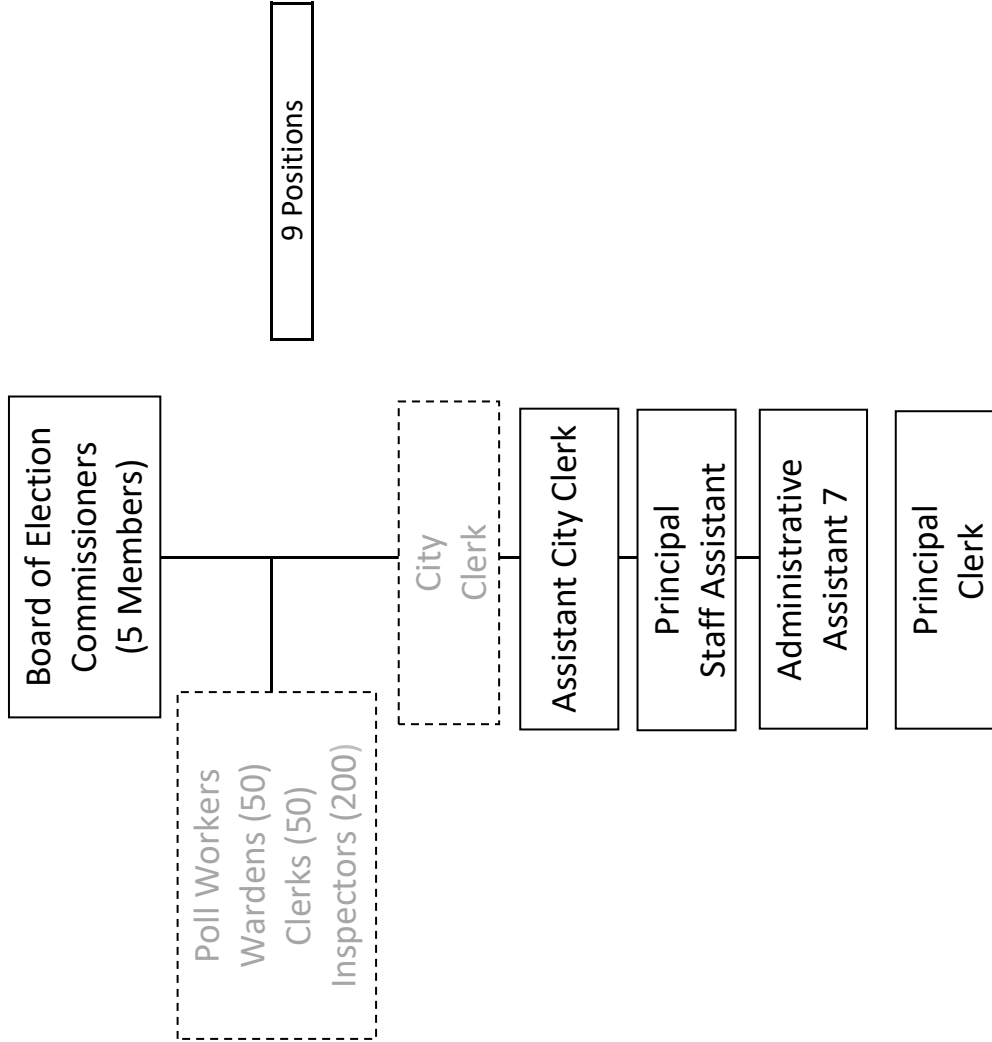 Board of Election
Commissioners
(5 Members)
9 Positions
Poll Workers
Wardens (50)
Clerks (50)
Inspectors (200)
City
Clerk
Assistant City Clerk
Principal
Staff Assistant
Administrative
Assistant 7
Principal
Clerk